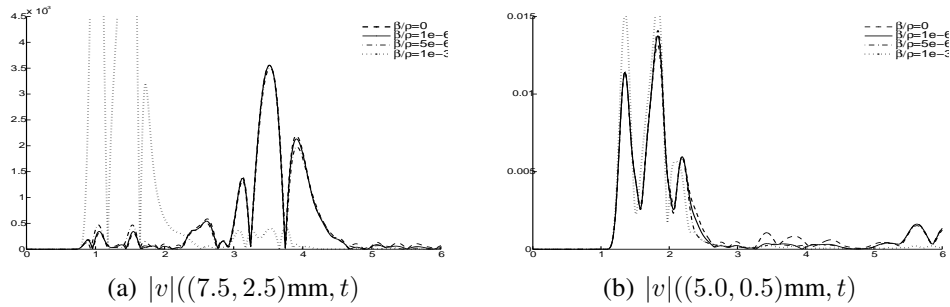 × 10⁻³
4.5
4
3.5
3
2.5
2
1.5
1
0.5
0
0 1 2 3 4 5 6
β/ρ=0
β/ρ=1e-6
β/ρ=5e-6
β/ρ=1e-3
(a) |v|((7.5, 2.5)mm, t)
0.015
0.01
0.005
0
0 1 2 3 4 5 6
β/ρ=0
β/ρ=1e-6
β/ρ=5e-6
β/ρ=1e-3
(b) |v|((5.0, 0.5)mm, t)